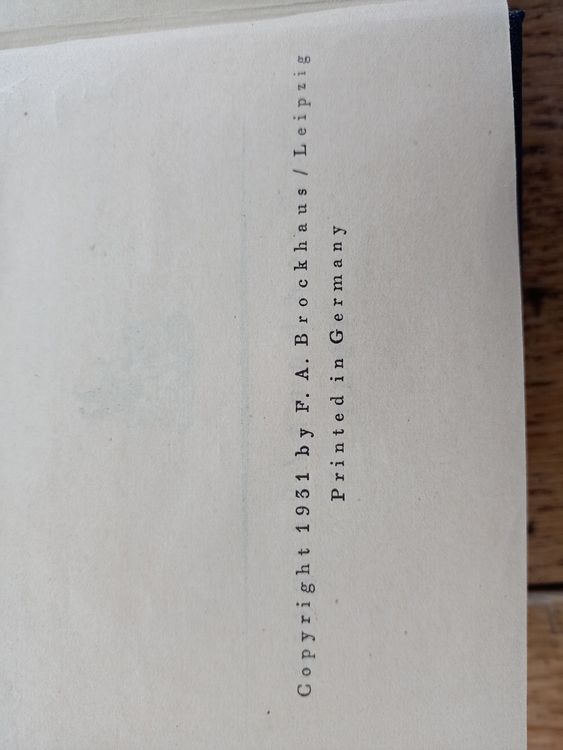 Copyright 1931 by F. A. Brockhaus / Leipzig
Printed in Germany